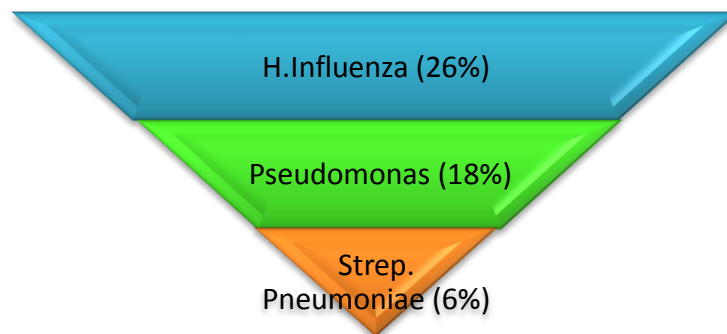 H.Influenza (26%)
Pseudomonas (18%)
Strep.
Pneumoniae (6%)